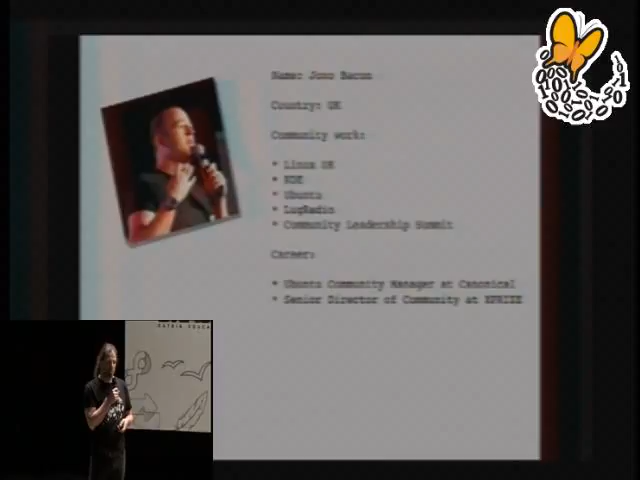 Name: Jono Bacon
Country: UK
Community work:
* Linux UK
* KDE
* Ubuntu
* LugRadio
* Community Leadership Summit
Career:
* Ubuntu Community Manager at Canonical
* Senior Director of Community at XPRIZE